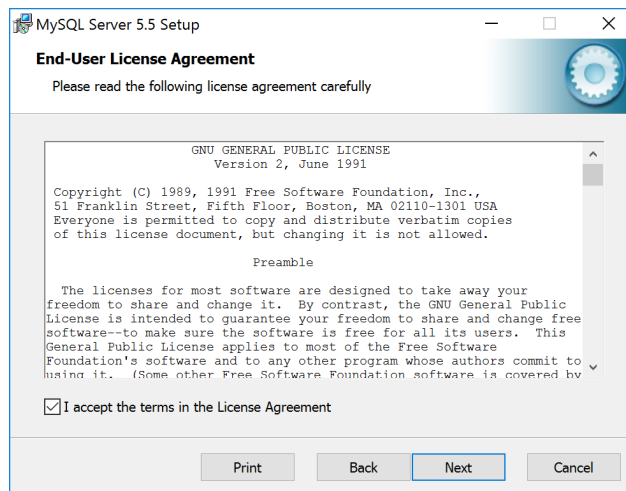 MySQL Server 5.5 Setup
End-User License Agreement
Please read the following license agreement carefully
GNU GENERAL PUBLIC LICENSE
Version 2, June 1991
Copyright (C) 1989, 1991 Free Software Foundation, Inc.,
51 Franklin Street, Fifth Floor, Boston, MA 02110-1301 USA
Everyone is permitted to copy and distribute verbatim copies
of this license document, but changing it is not allowed.
Preamble
The licenses for most software are designed to take away your
freedom to share and change it.  By contrast, the GNU General Public
License is intended to guarantee your freedom to share and change free
software--to make sure the software is free for all its users.  This
General Public License applies to most of the Free Software
Foundation's software and to any other program whose authors commit to
using it.  (Some other Free Software Foundation software is covered by
I accept the terms in the License Agreement
Print Back Next Cancel